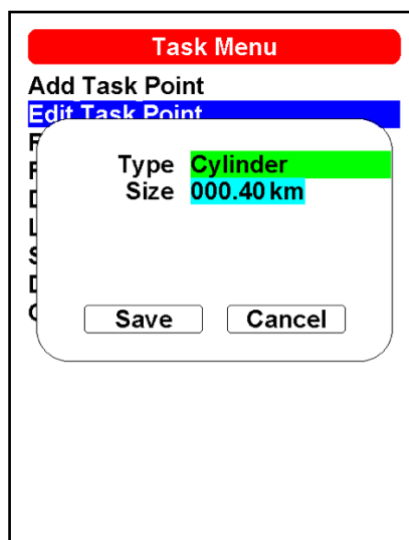 Task Menu
Add Task Point
Edit Task Point
Type Cylinder
Size 000.40 km
Save Cancel